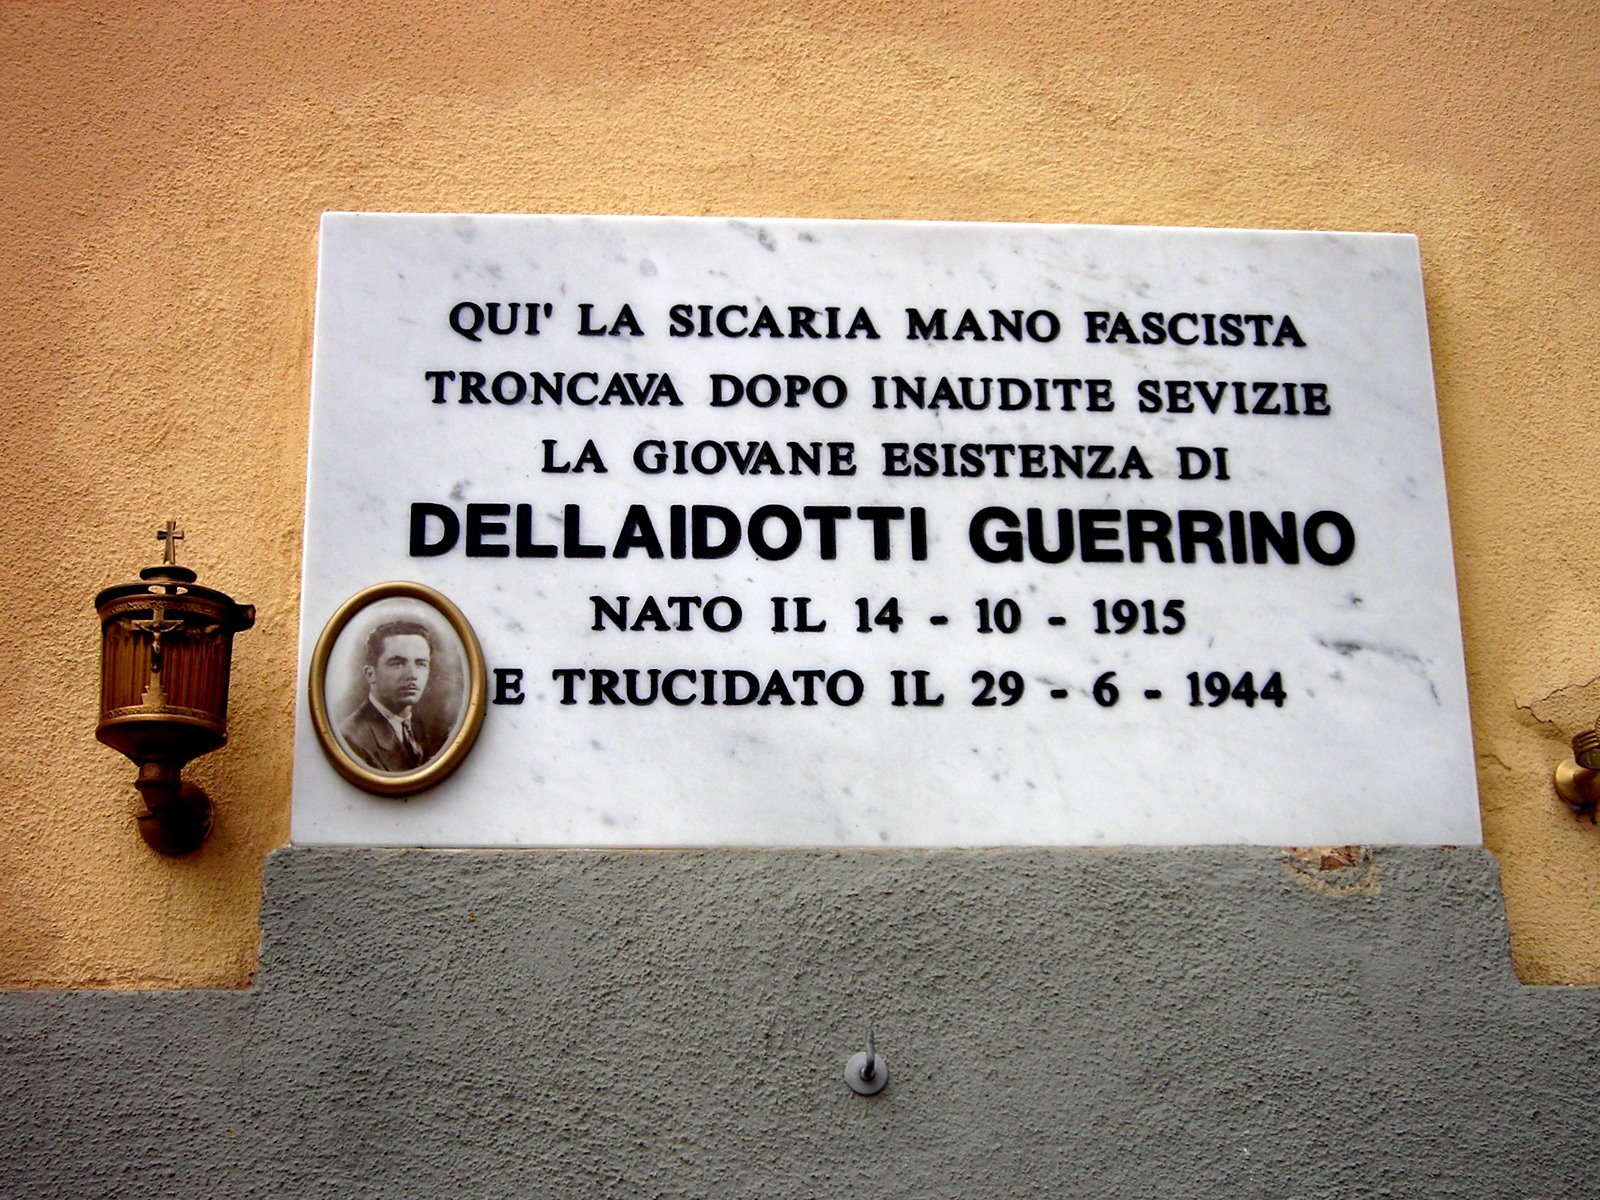 QUI' LA SICARIA MANO FASCISTA
TRONCAVA DOPO INAUDITE SEVIZIE
LA GIOVANE ESISTENZA DI
DELLAIDOTTI GUERRINO
NATO IL 14 - 10 - 1915
E TRUCIDATO IL 29 - 6 - 1944